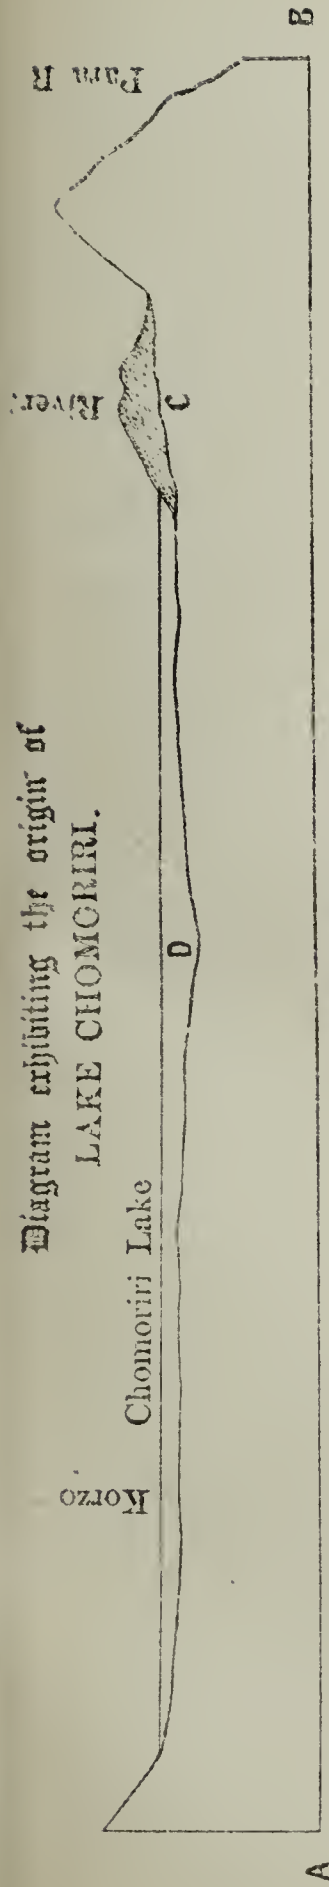 Diagram exhibiting the origin of
LAKE CHOMORIRI.
Korzo
Chomoriri Lake
River.
Para R
A
D
C
B